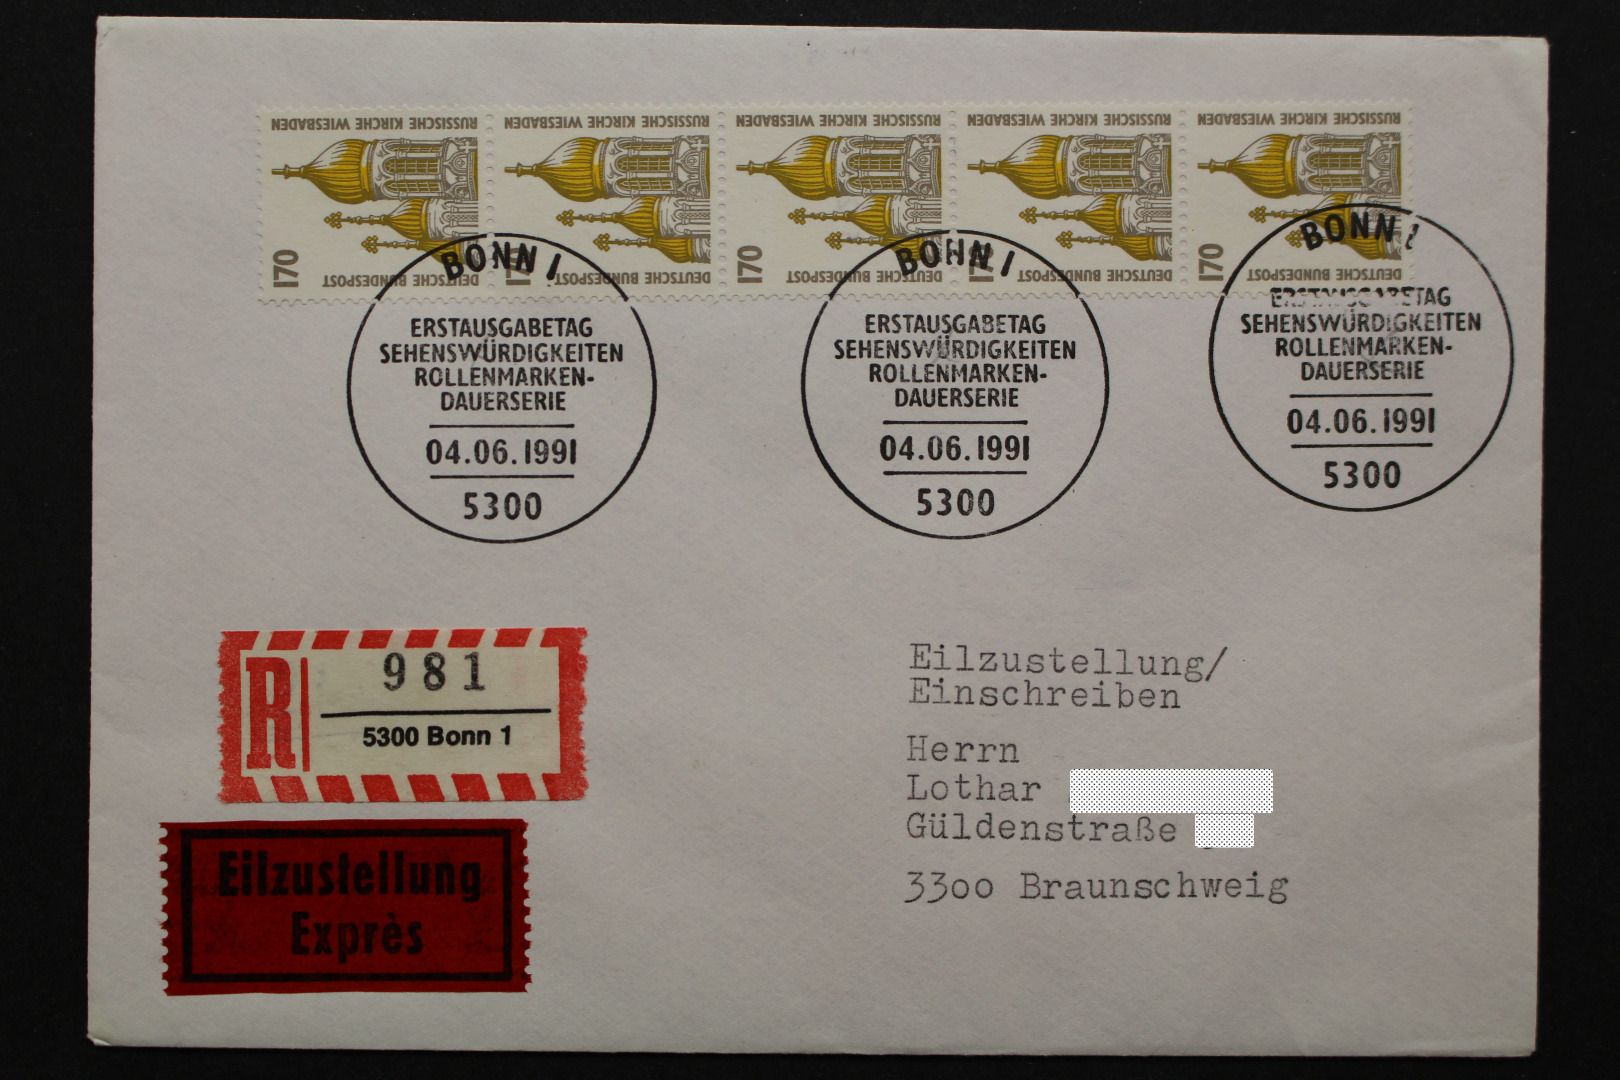 RUSSISCHE KIRCHE WIESBADEN
170
DEUTSCHE BUNDESPOST
RUSSISCHE KIRCHE WIESBADEN
170
DEUTSCHE BUNDESPOST
RUSSISCHE KIRCHE WIESBADEN
170
DEUTSCHE BUNDESPOST
RUSSISCHE KIRCHE WIESBADEN
170
DEUTSCHE BUNDESPOST
RUSSISCHE KIRCHE WIESBADEN
170
DEUTSCHE BUNDESPOST
BONN 1
ERSTAUSGABETAG
SEHENSWÜRDIGKEITEN
ROLLENMARKEN-
DAUERSERIE
04.06.1991
5300
BONN 1
ERSTAUSGABETAG
SEHENSWÜRDIGKEITEN
ROLLENMARKEN-
DAUERSERIE
04.06.1991
5300
BONN 1
ERSTAUSGABETAG
SEHENSWÜRDIGKEITEN
ROLLENMARKEN-
DAUERSERIE
04.06.1991
5300
R
981
5300 Bonn 1
Eilzustellung
Exprès
Eilzustellung/
Einschreiben
Herrn
Lothar
Güldenstraße
3300 Braunschweig